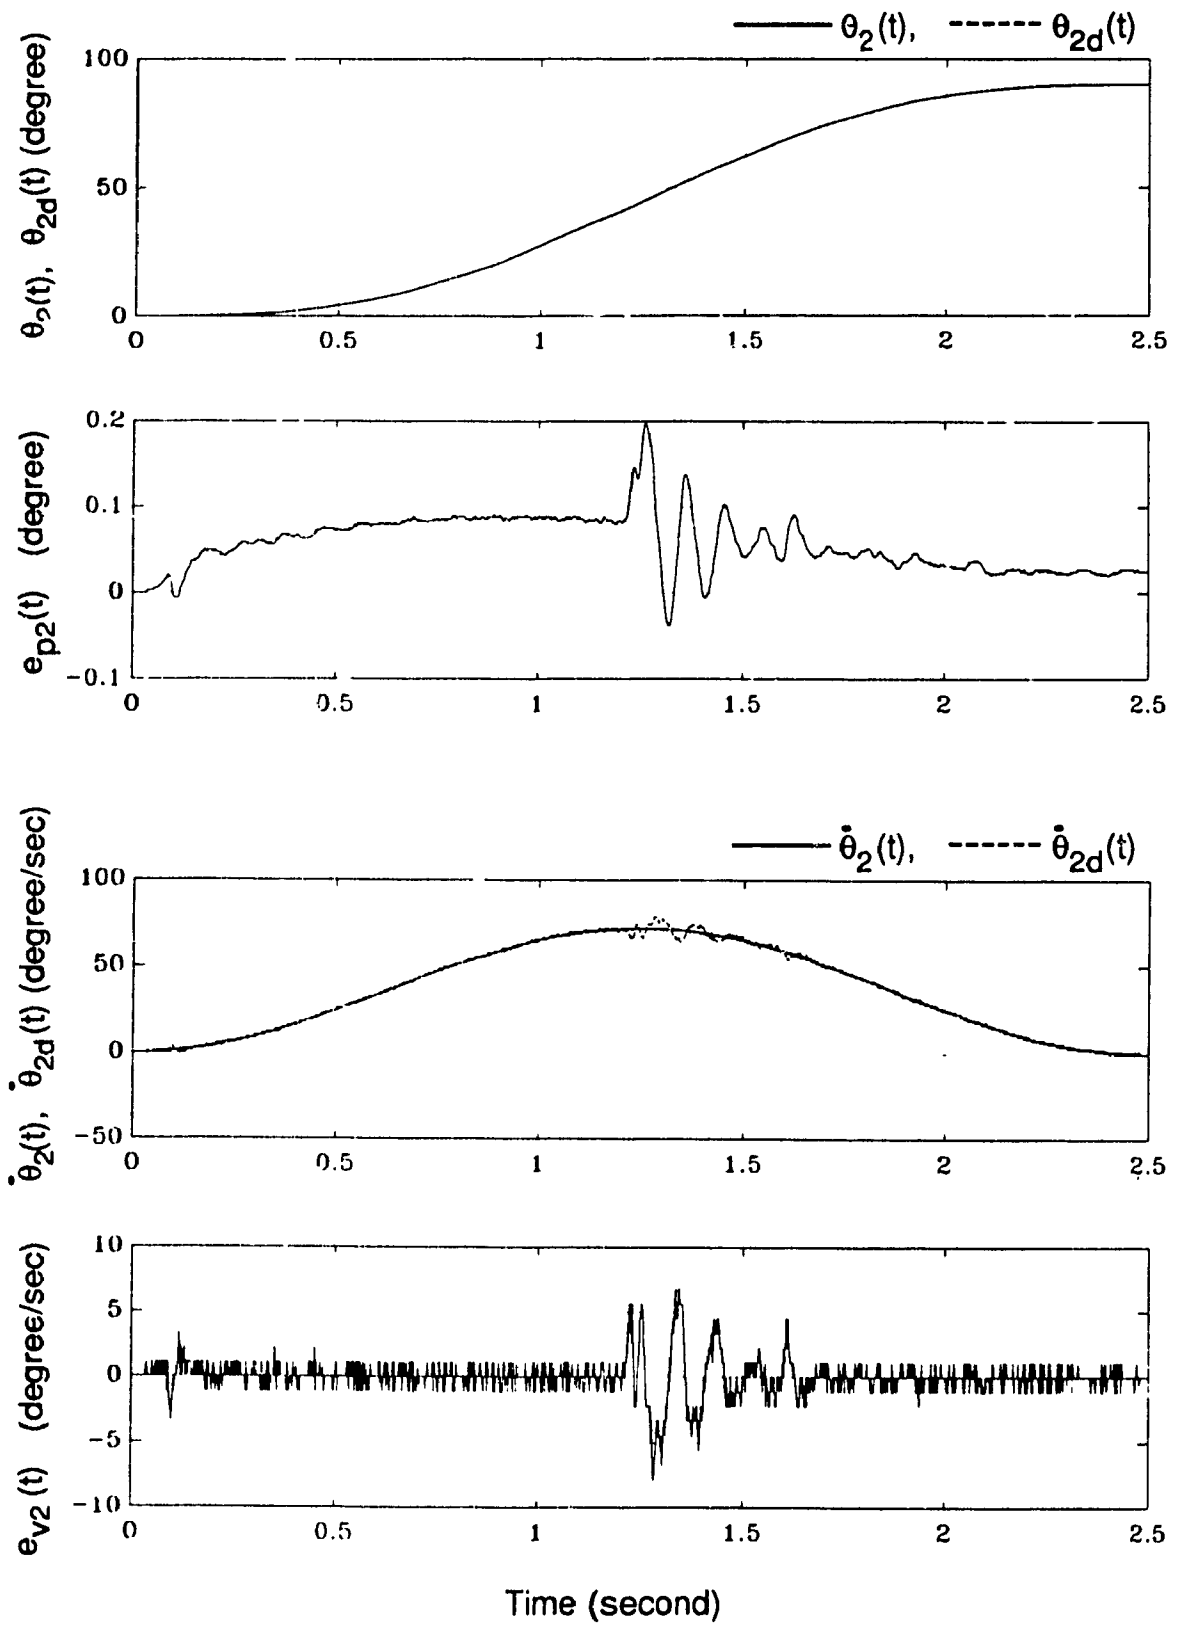 θ2(t), θ2d(t)
θ2(t), θ2d(t) (degree)
100
50
0
0 0.5 1 1.5 2 2.5
ep2(t) (degree)
0.2
0.1
0
-0.1
0 0.5 1 1.5 2 2.5
θ̇2(t), θ̇2d(t)
θ̇2(t), θ̇2d(t) (degree/sec)
100
50
0
-50
0 0.5 1 1.5 2 2.5
ev2(t) (degree/sec)
10
5
0
-5
-10
0 0.5 1 1.5 2 2.5
Time (second)